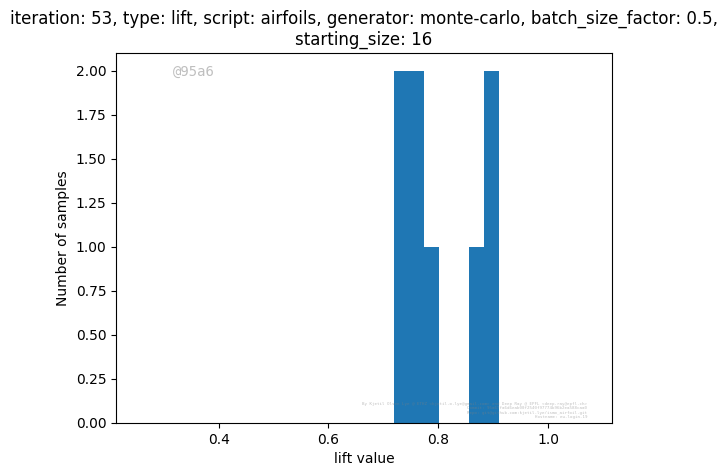 iteration: 53, type: lift, script: airfoils, generator: monte-carlo, batch_size_factor: 0.5,
starting_size: 16
@95a6
2.00
1.75
1.50
1.25
1.00
0.75
0.50
0.25
0.00
Number of samples
0.4
0.6
0.8
1.0
lift value